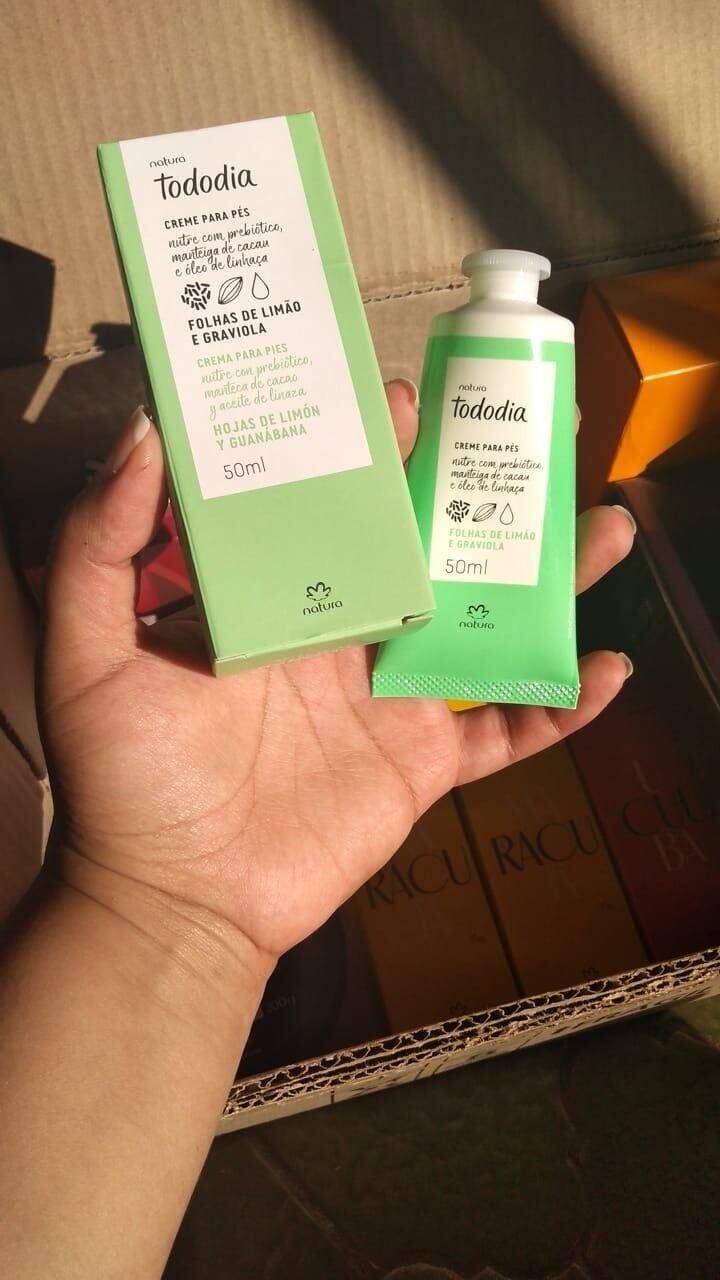 natura
tododia
CREME PARA PÉS
nutre com prebiótico,
manteiga de cacau
e óleo de linhaça
FOLHAS DE LIMÃO
E GRAVIOLA
CREMA PARA PIES
nutre con prebiótico,
manteca de cacao
y aceite de linaza
HOJAS DE LIMÓN
Y GUANÁBANA
50ml
natura
natura
tododia
CREME PARA PÉS
nutre com prebiótico,
manteiga de cacau
e óleo de linhaça
FOLHAS DE LIMÃO
E GRAVIOLA
50ml
natura
RACU
RACU
U
CUU
BA
200g